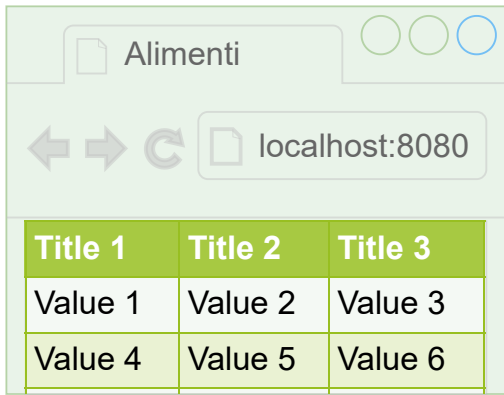 Alimenti
localhost:8080
Title 1 Title 2 Title 3
Value 1 Value 2 Value 3
Value 4 Value 5 Value 6